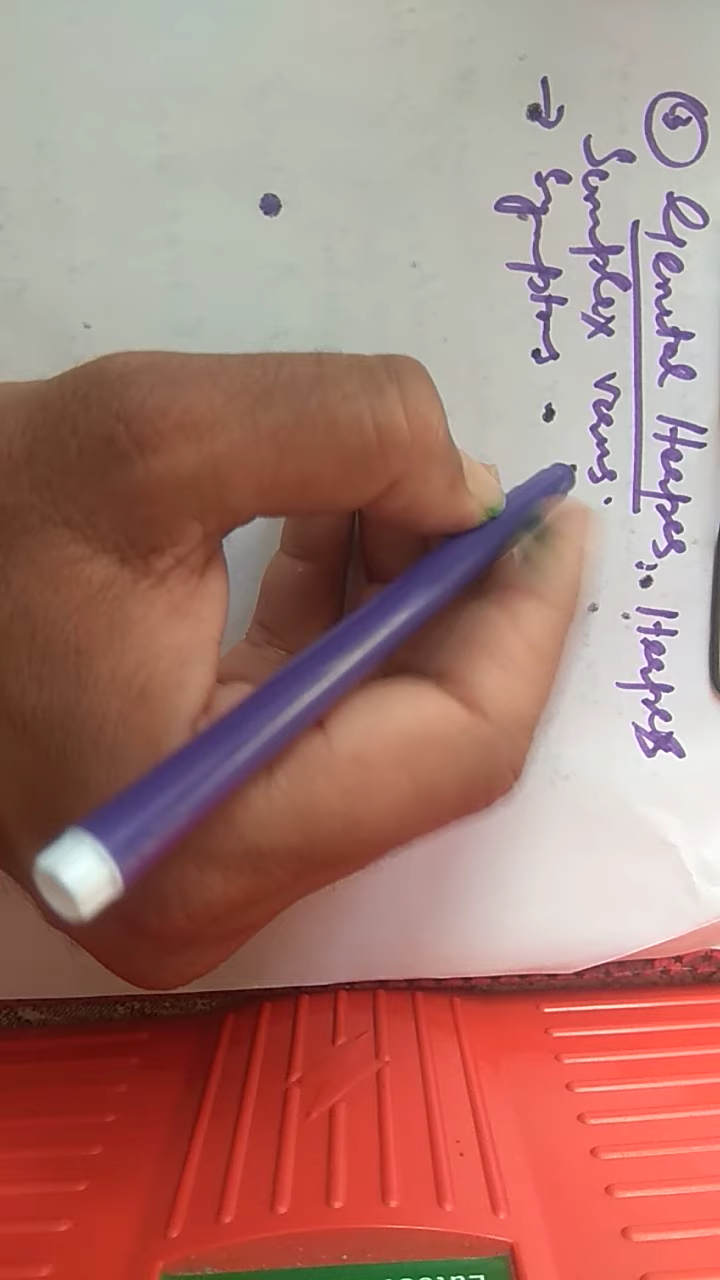 ③ Genital Herpes: Herpes
Simplex virus.
→ Symptoms